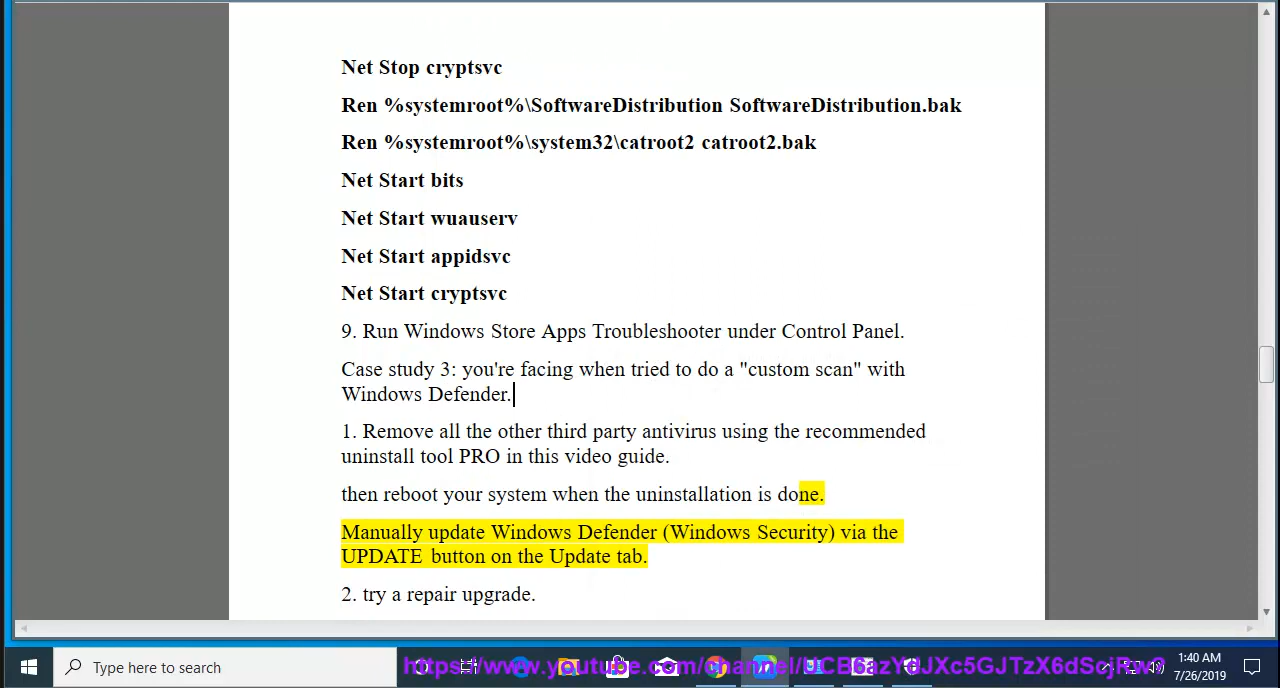 Net Stop cryptsvc
Ren %systemroot%\SoftwareDistribution SoftwareDistribution.bak
Ren %systemroot%\system32\catroot2 catroot2.bak
Net Start bits
Net Start wuauserv
Net Start appidsvc
Net Start cryptsvc
9. Run Windows Store Apps Troubleshooter under Control Panel.
Case study 3: you're facing when tried to do a "custom scan" with
Windows Defender.
1. Remove all the other third party antivirus using the recommended
uninstall tool PRO in this video guide.
then reboot your system when the uninstallation is done.
Manually update Windows Defender (Windows Security) via the
UPDATE button on the Update tab.
2. try a repair upgrade.
Type here to search
1:40 AM
7/26/2019